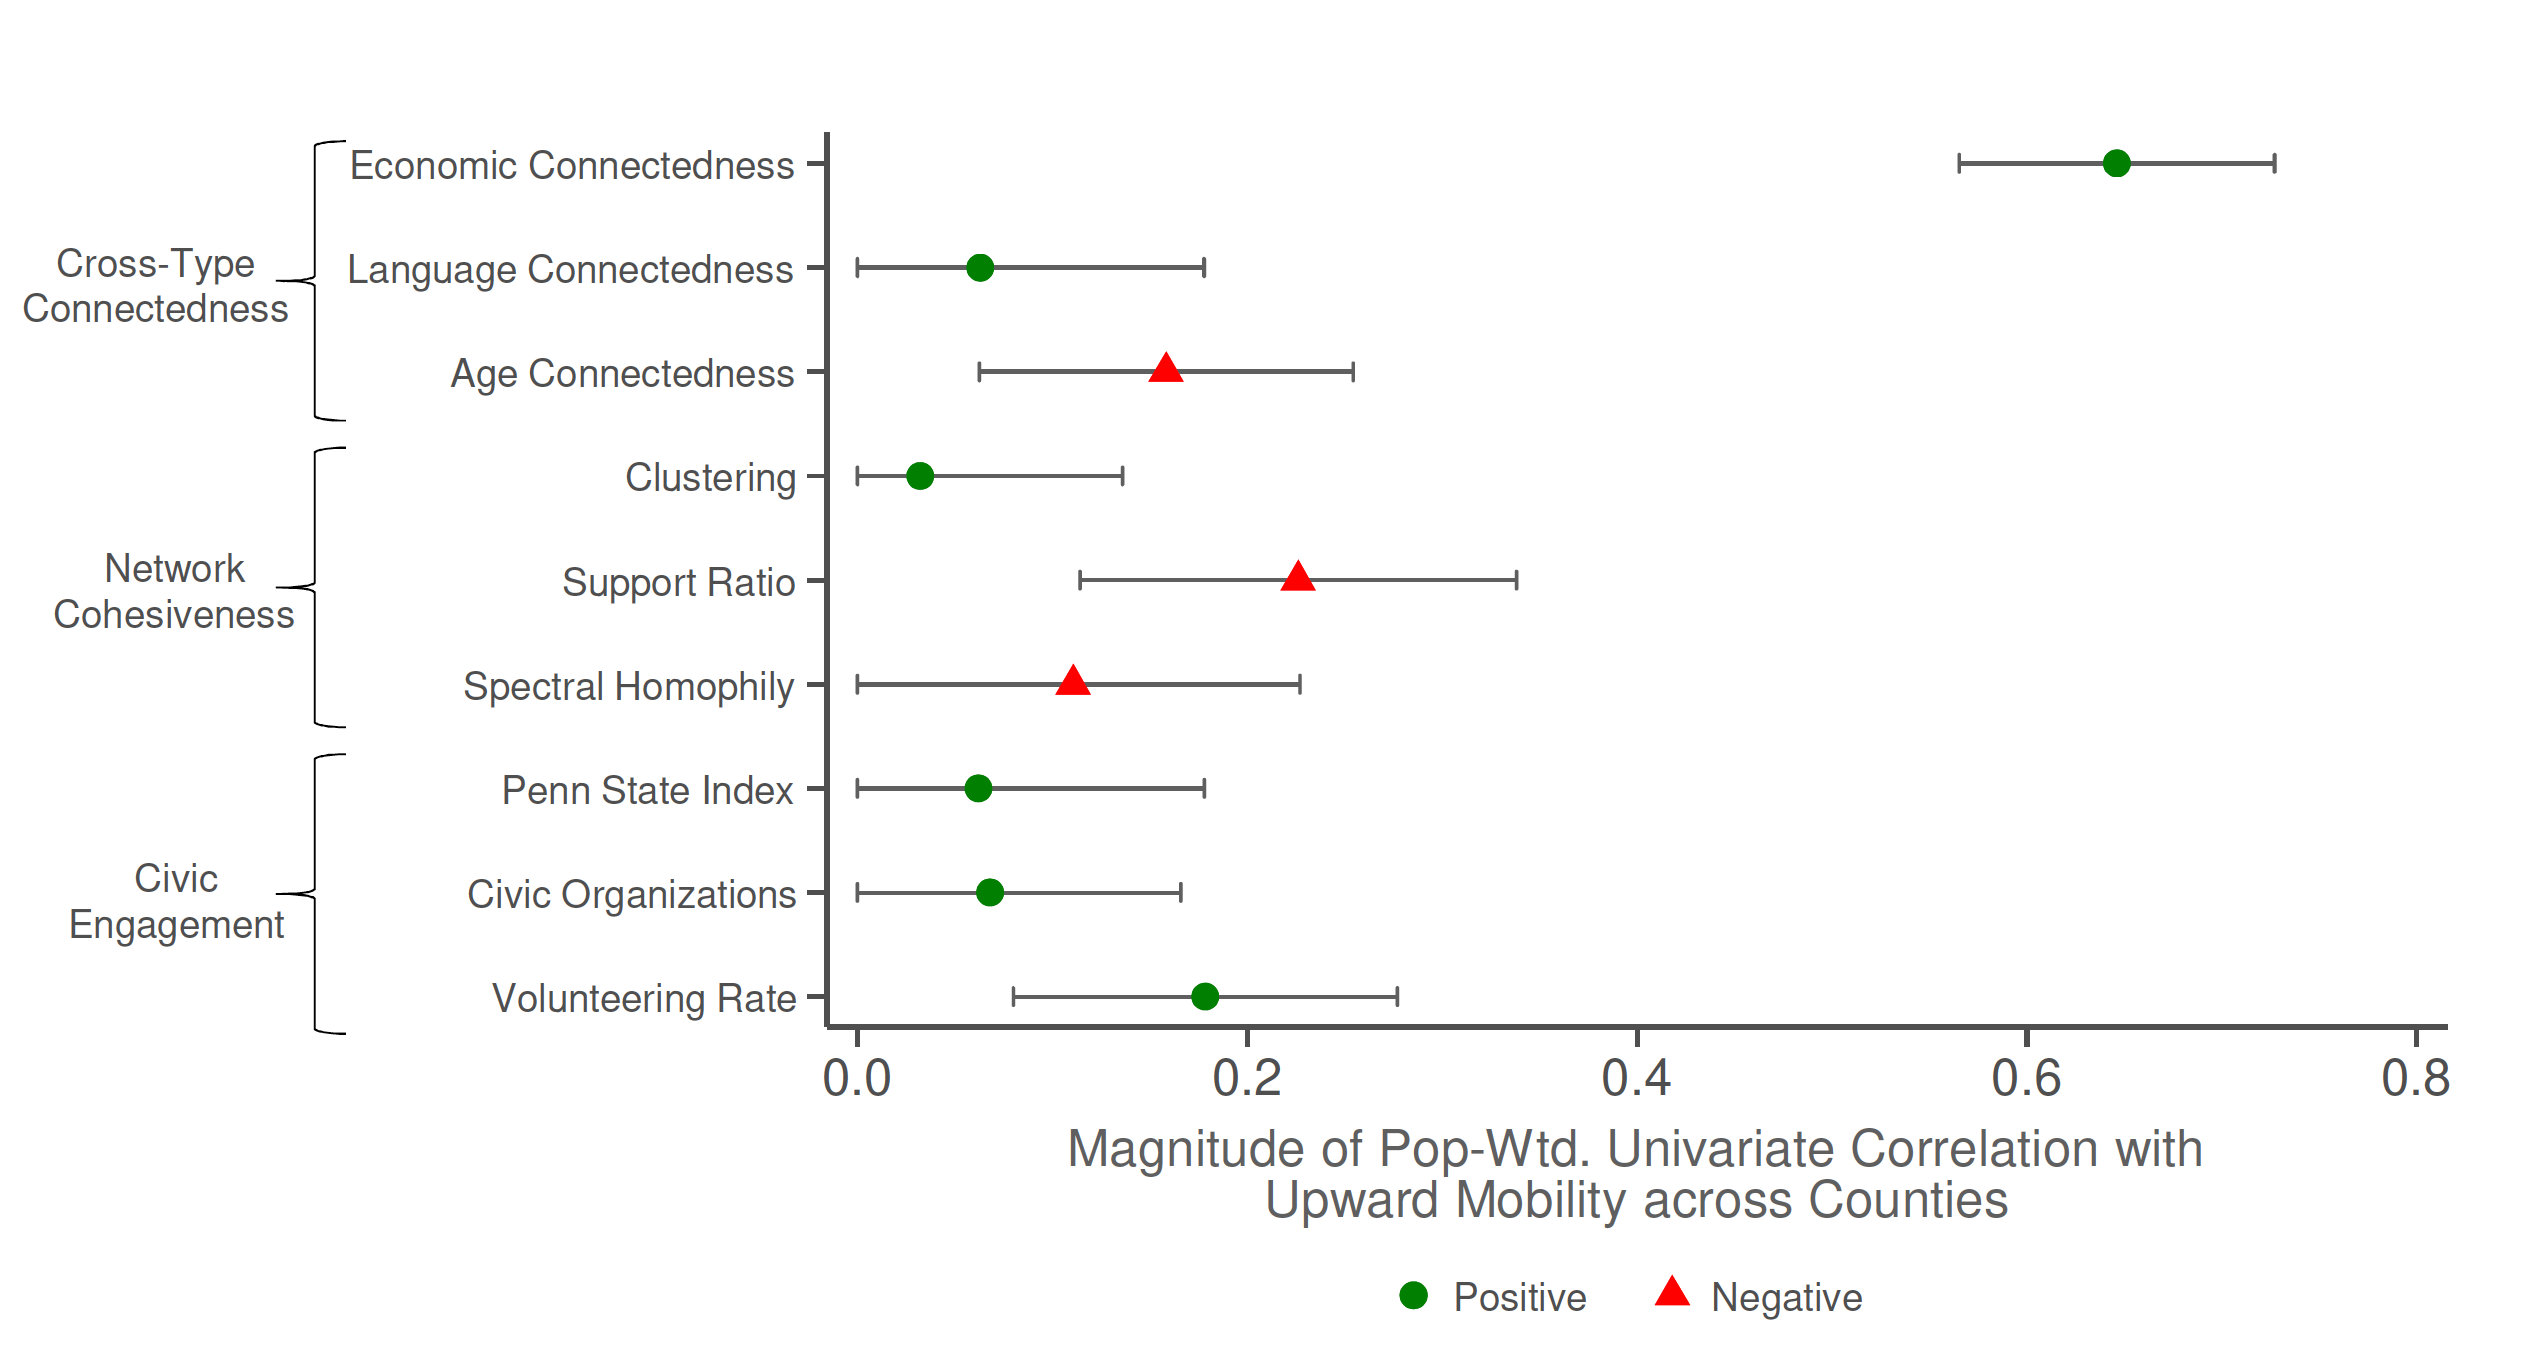 Cross-Type
Connectedness
Economic Connectedness
Language Connectedness
Age Connectedness
Network
Cohesiveness
Clustering
Support Ratio
Spectral Homophily
Civic
Engagement
Penn State Index
Civic Organizations
Volunteering Rate
0.0 0.2 0.4 0.6 0.8
Magnitude of Pop-Wtd. Univariate Correlation with
Upward Mobility across Counties
Positive Negative